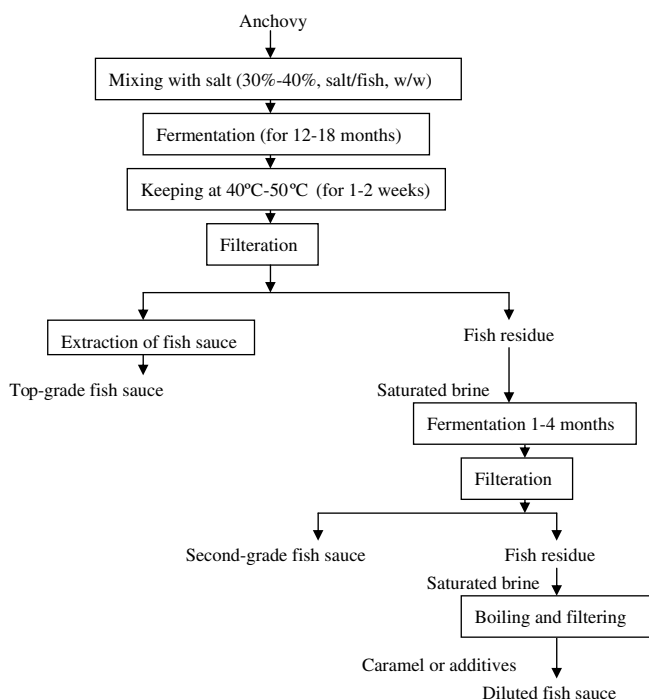 Anchovy
Mixing with salt (30%-40%, salt/fish, w/w)
Fermentation (for 12-18 months)
Keeping at 40ºC-50ºC (for 1-2 weeks)
Filteration
Extraction of fish sauce
Fish residue
Top-grade fish sauce
Saturated brine
Fermentation 1-4 months
Filteration
Second-grade fish sauce
Fish residue
Saturated brine
Boiling and filtering
Caramel or additives
Diluted fish sauce